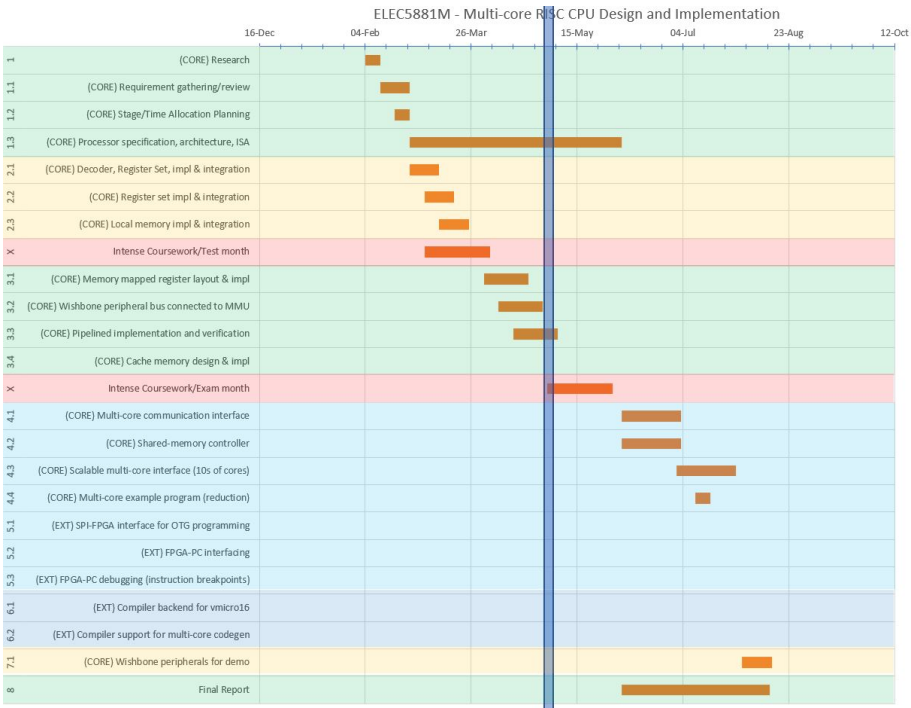 ELEC5881M - Multi-core RISC CPU Design and Implementation
16-Dec 04-Feb 26-Mar 15-May 04-Jul 23-Aug 12-Oct
1 (CORE) Research
1.1 (CORE) Requirement gathering/review
1.2 (CORE) Stage/Time Allocation Planning
1.3 (CORE) Processor specification, architecture, ISA
2.1 (CORE) Decoder, Register Set, impl & integration
2.2 (CORE) Register set impl & integration
2.3 (CORE) Local memory impl & integration
X Intense Coursework/Test month
3.1 (CORE) Memory mapped register layout & impl
3.2 (CORE) Wishbone peripheral bus connected to MMU
3.3 (CORE) Pipelined implementation and verification
3.4 (CORE) Cache memory design & impl
X Intense Coursework/Exam month
4.1 (CORE) Multi-core communication interface
4.2 (CORE) Shared-memory controller
4.3 (CORE) Scalable multi-core interface (10s of cores)
4.4 (CORE) Multi-core example program (reduction)
5.1 (EXT) SPI-FPGA interface for OTG programming
5.2 (EXT) FPGA-PC interfacing
5.3 (EXT) FPGA-PC debugging (instruction breakpoints)
6.1 (EXT) Compiler backend for vmicro16
6.2 (EXT) Compiler support for multi-core codegen
7.1 (CORE) Wishbone peripherals for demo
8 Final Report